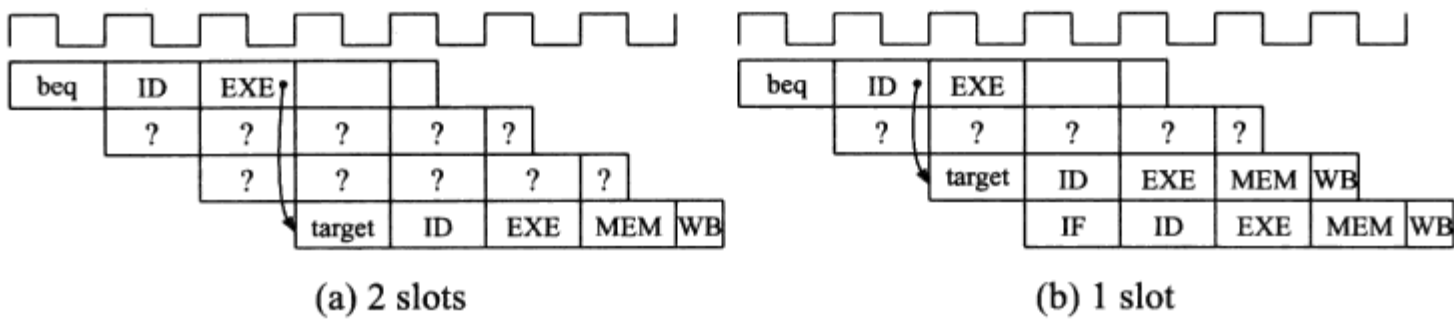 beq ID EXE
? ? ? ? ?
? ? ? ? ?
target ID EXE MEM WB
(a) 2 slots
beq ID EXE
? ? ? ? ?
target ID EXE MEM WB
IF ID EXE MEM WB
(b) 1 slot